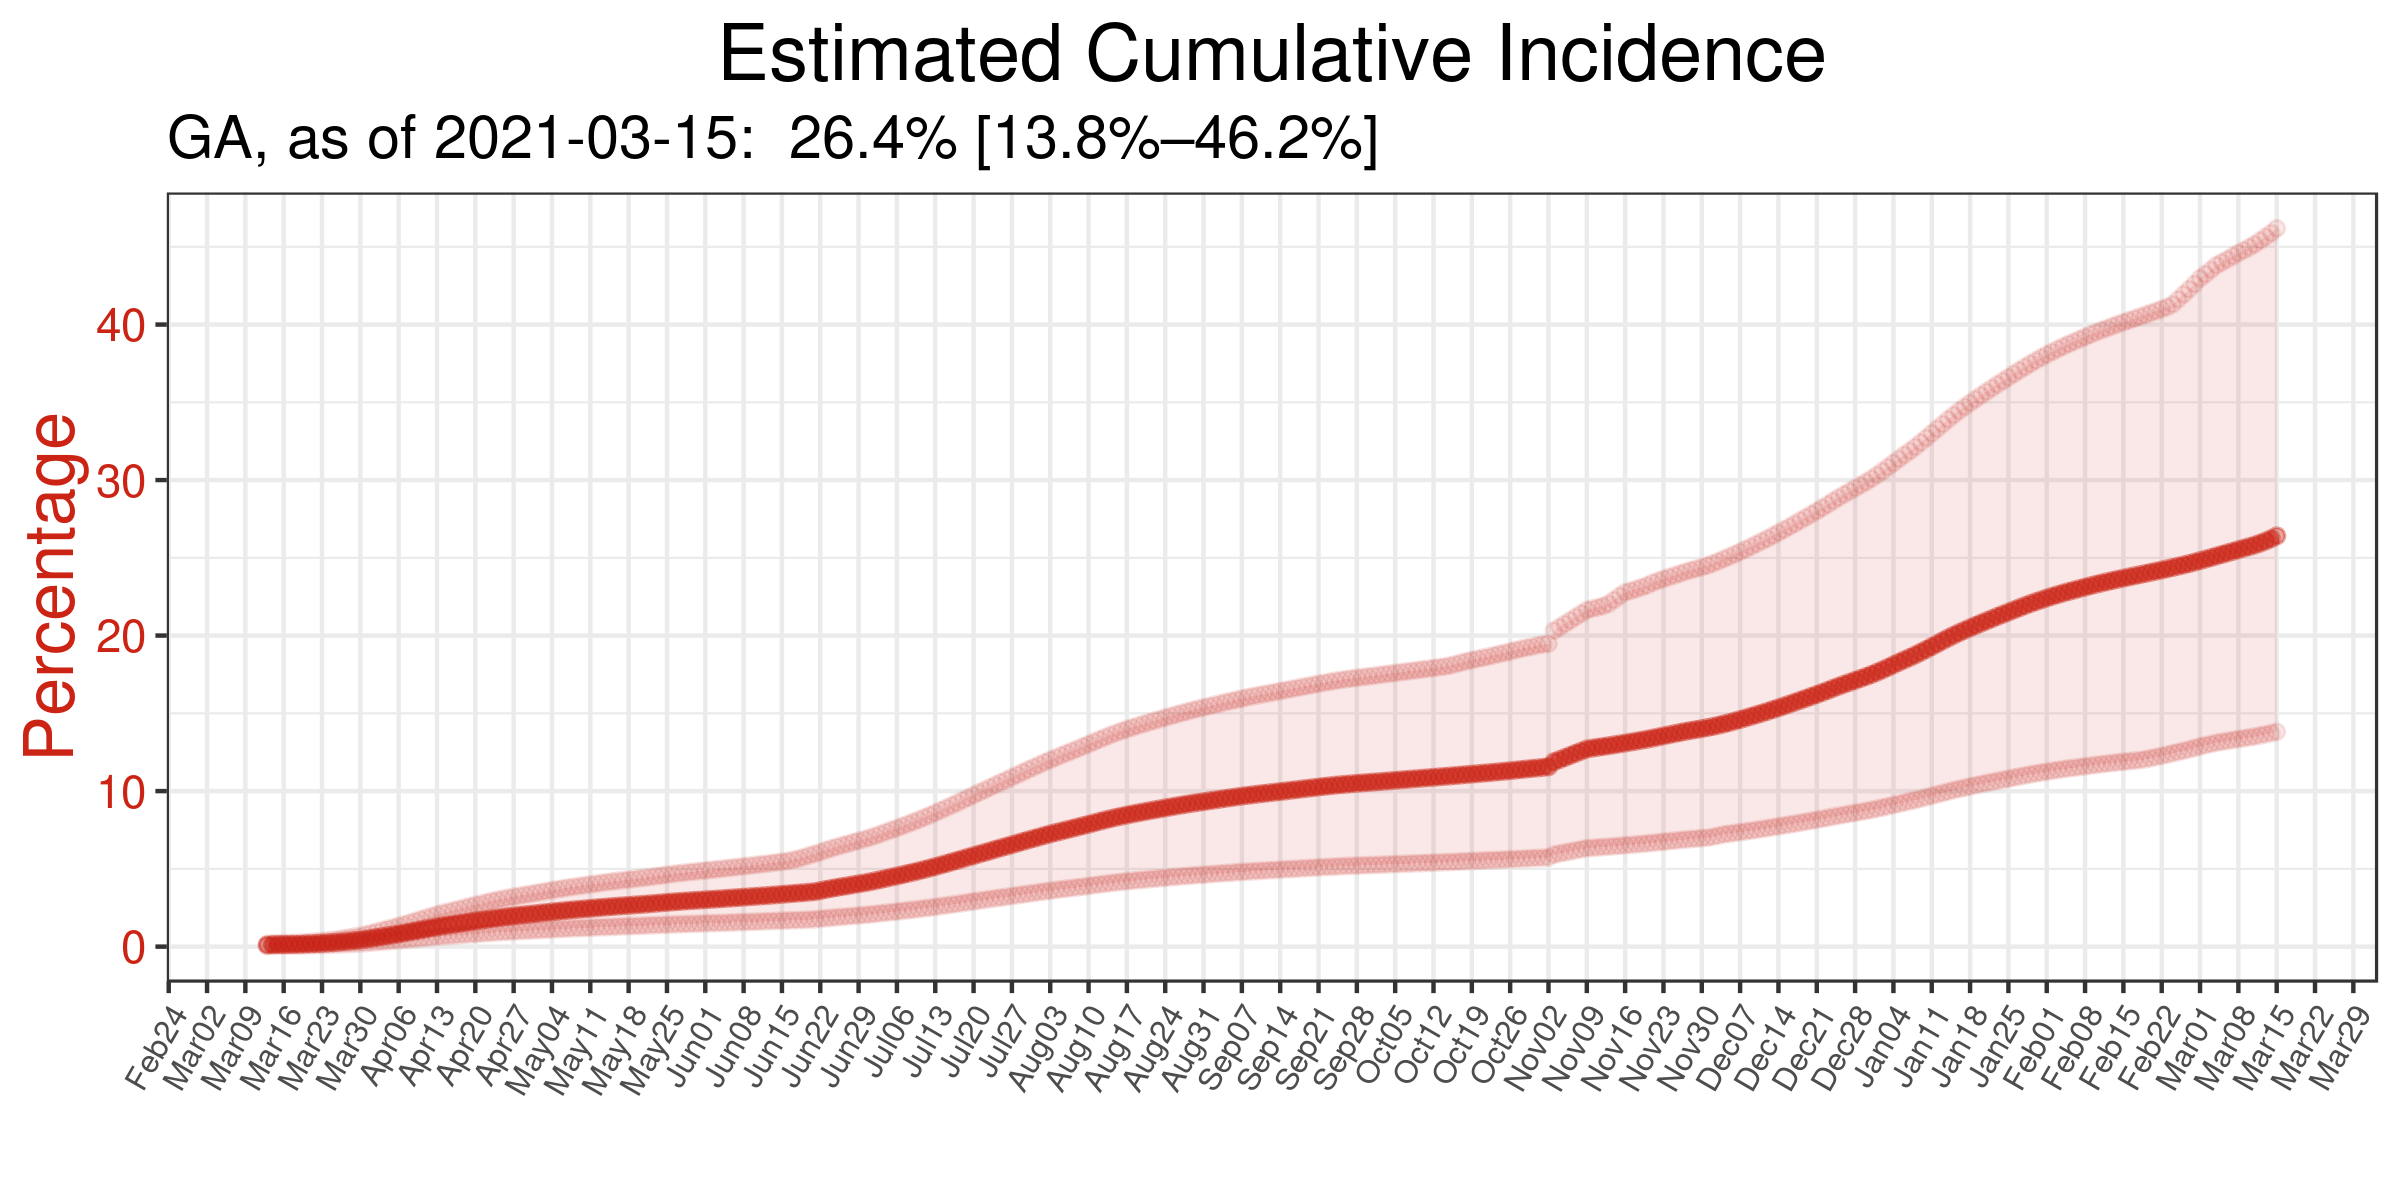 Estimated Cumulative Incidence
GA, as of 2021-03-15:  26.4% [13.8%–46.2%]
Percentage
40
30
20
10
0
Feb24
Mar02
Mar09
Mar16
Mar23
Mar30
Apr06
Apr13
Apr20
Apr27
May04
May11
May18
May25
Jun01
Jun08
Jun15
Jun22
Jun29
Jul06
Jul13
Jul20
Jul27
Aug03
Aug10
Aug17
Aug24
Aug31
Sep07
Sep14
Sep21
Sep28
Oct05
Oct12
Oct19
Oct26
Nov02
Nov09
Nov16
Nov23
Nov30
Dec07
Dec14
Dec21
Dec28
Jan04
Jan11
Jan18
Jan25
Feb01
Feb08
Feb15
Feb22
Mar01
Mar08
Mar15
Mar22
Mar29